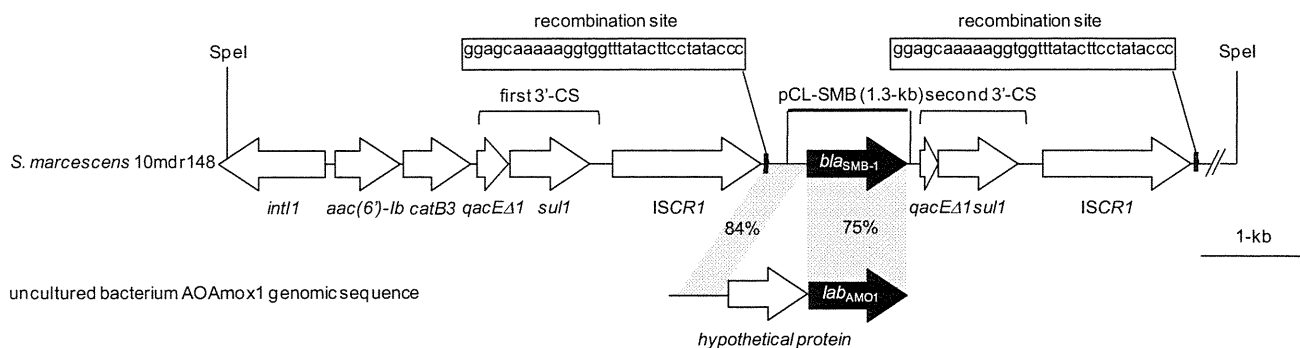 recombination site
recombination site
ggagcaaaaaaggtggtttatacttcctataccc
ggagcaaaaaaggtggtttatacttcctataccc
SpeI
SpeI
first 3'-CS
pCL-SMB (1.3-kb) second 3'-CS
S. marcescens 10mdr148
blaSMB-1
intI1
aac(6')-Ib
catB3
qacEΔ1
sul1
ISCR1
qacEΔ1 sul1
ISCR1
84%
75%
1-kb
uncultured bacterium AOAmox1 genomic sequence
labAMO1
hypothetical protein